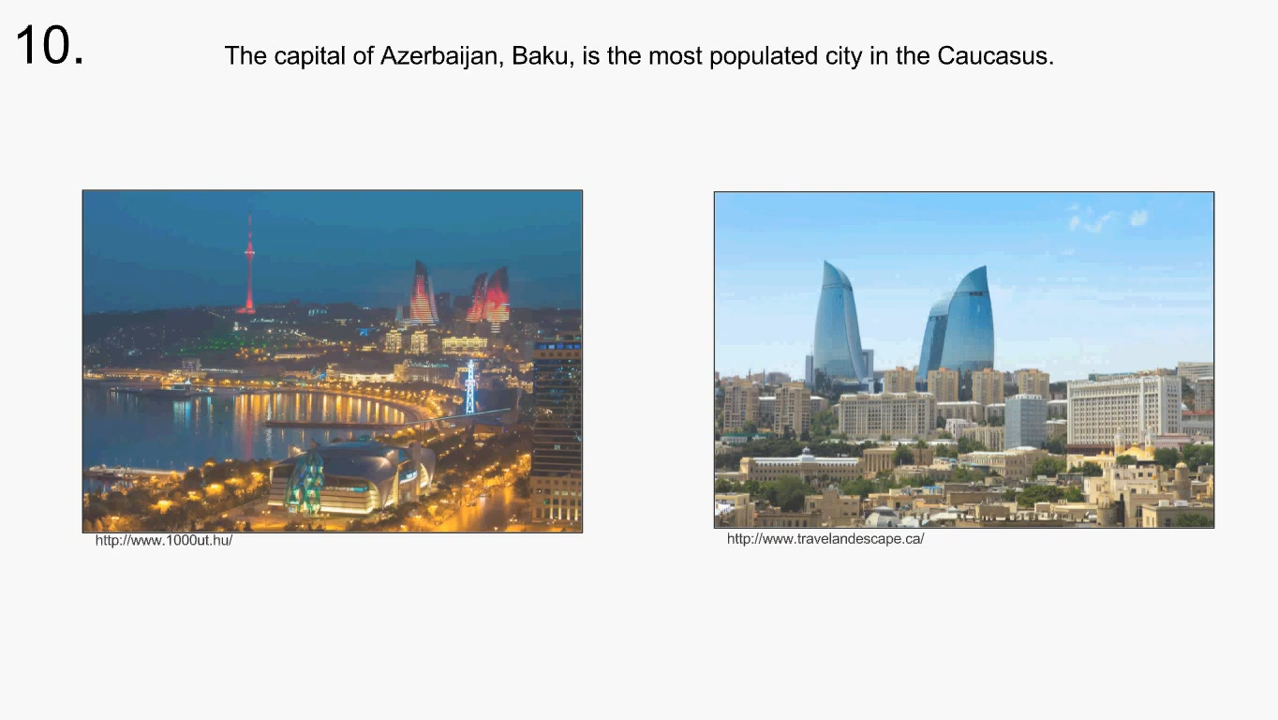 10.
The capital of Azerbaijan, Baku, is the most populated city in the Caucasus.
http://www.1000ut.hu/
http://www.travelandescape.ca/